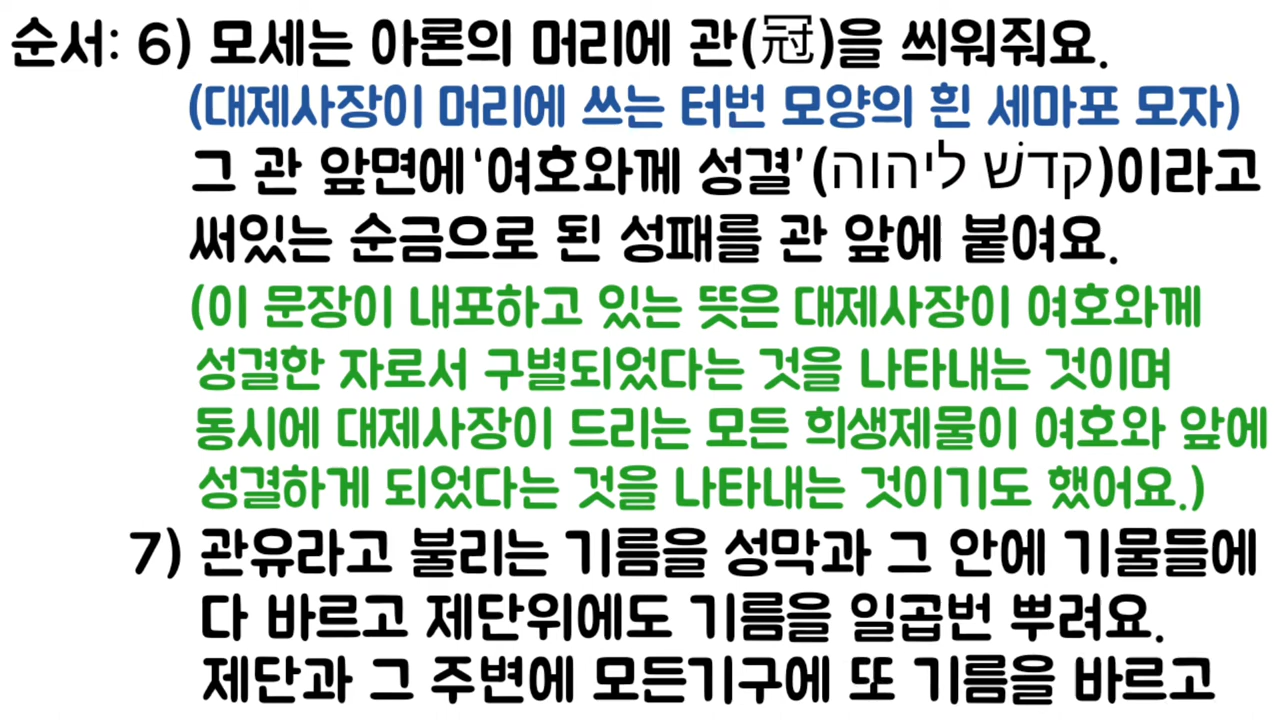 순서: 6) 모세는 아론의 머리에 관(冠)을 씌워줘요.
(대제사장이 머리에 쓰는 터번 모양의 흰 세마포 모자)
그 관 앞면에 '여호와께 성결' (קדשׁ ליהוה)이라고
써있는 순금으로 된 성패를 관 앞에 붙여요.
(이 문장이 내포하고 있는 뜻은 대제사장이 여호와께
성결한 자로서 구별되었다는 것을 나타내는 것이며
동시에 대제사장이 드리는 모든 희생제물이 여호와 앞에
성결하게 되었다는 것을 나타내는 것이기도 했어요.)
7) 관유라고 불리는 기름을 성막과 그 안에 기물들에
다 바르고 제단위에도 기름을 일곱번 뿌려요.
제단과 그 주변에 모든기구에 또 기름을 바르고